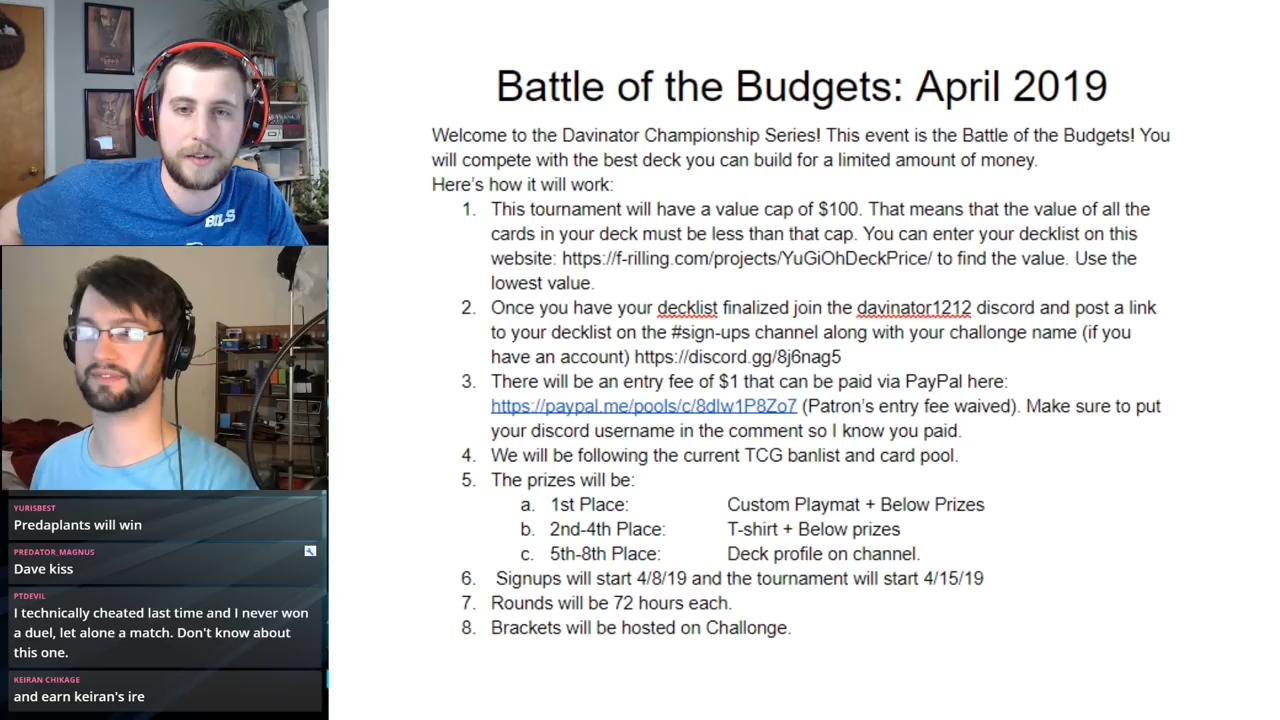 Battle of the Budgets: April 2019
Welcome to the Davinator Championship Series! This event is the Battle of the Budgets! You
will compete with the best deck you can build for a limited amount of money.
Here's how it will work:
1. This tournament will have a value cap of $100. That means that the value of all the
cards in your deck must be less than that cap. You can enter your decklist on this
website: https://f-rilling.com/projects/YuGiOhDeckPrice/ to find the value. Use the
lowest value.
2. Once you have your decklist finalized join the davinator1212 discord and post a link
to your decklist on the #sign-ups channel along with your challonge name (if you
have an account) https://discord.gg/8j6nag5
3. There will be an entry fee of $1 that can be paid via PayPal here:
https://paypal.me/pools/c/8dlw1P8Zo7 (Patron's entry fee waived). Make sure to put
your discord username in the comment so I know you paid.
4. We will be following the current TCG banlist and card pool.
5. The prizes will be:
a. 1st Place: Custom Playmat + Below Prizes
b. 2nd-4th Place: T-shirt + Below prizes
c. 5th-8th Place: Deck profile on channel.
6. Signups will start 4/8/19 and the tournament will start 4/15/19
7. Rounds will be 72 hours each.
8. Brackets will be hosted on Challonge.
YURISBEST
Predaplants will win
PREDATOR_MAGNUS
Dave kiss
PTDEVIL
I technically cheated last time and I never won
a duel, let alone a match. Don't know about
this one.
KEIRAN CHIKAGE
and earn keiran's ire